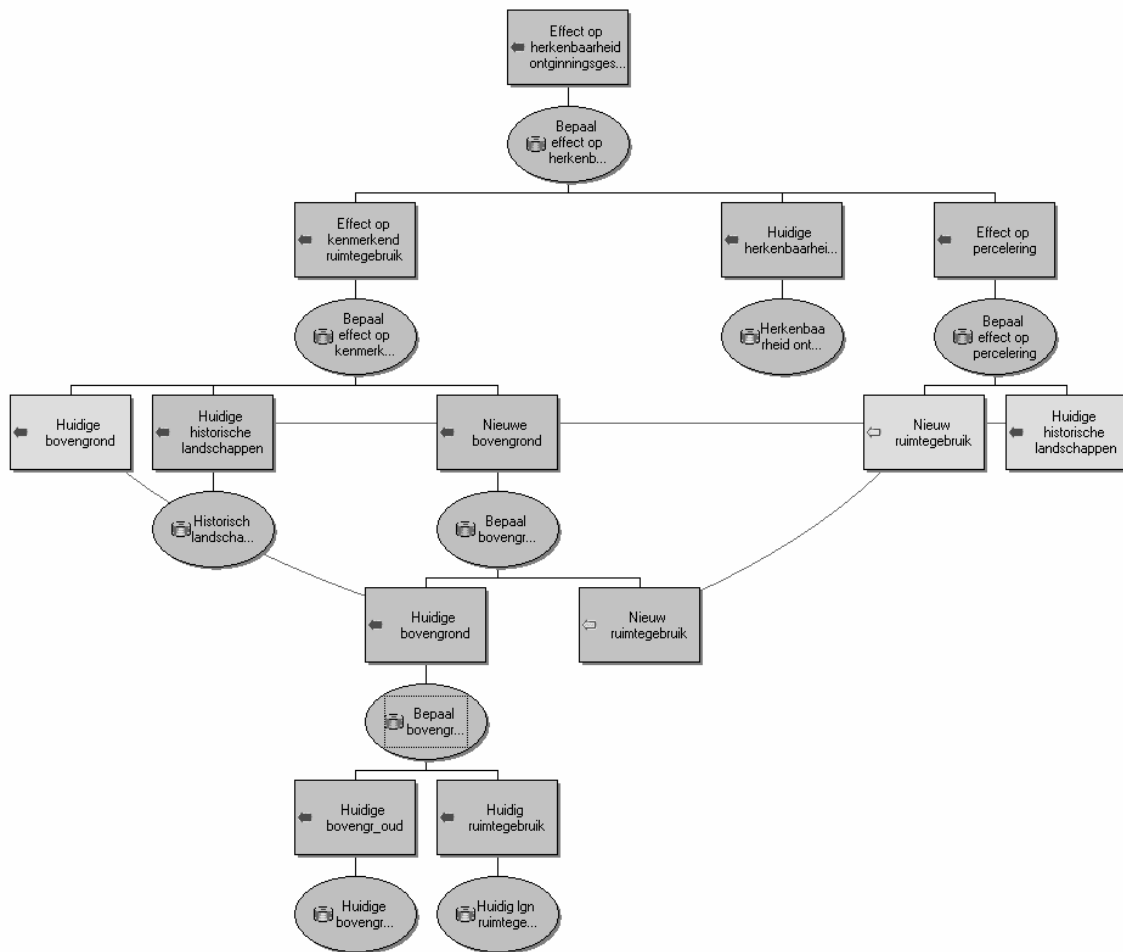 Effect op
herkenbaarheid
ontginningsges...
Bepaal
effect op
herkenb...
Effect op
kenmerkend
ruimtegebruik
Huidige
herkenbaarhei...
Effect op
percelering
Bepaal
effect op
kenmerk...
Herkenbaa
rheid ont...
Bepaal
effect op
percelering
Huidige
bovengrond
Huidige
historische
landschappen
Nieuwe
bovengrond
Nieuw
ruimtegebruik
Huidige
historische
landschappen
Historisch
landscha...
Bepaal
bovengr...
Huidige
bovengrond
Nieuw
ruimtegebruik
Bepaal
bovengr...
Huidige
bovengr_oud
Huidig
ruimtegebruik
Huidige
bovengr...
Huidig lgn
ruimtege...